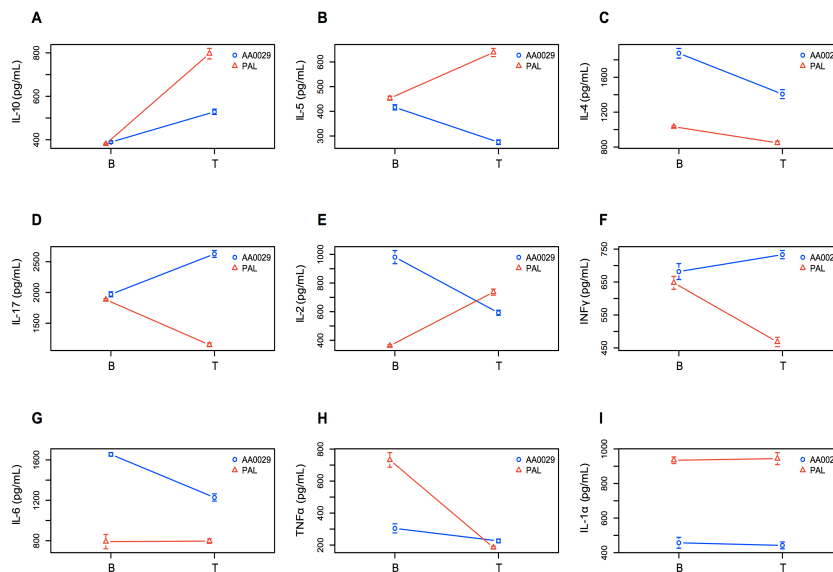 A
IL-10 (pg/mL)
800
600
400
AA0029
PAL
B
T
B
IL-5 (pg/mL)
600
500
400
300
AA0029
PAL
B
T
C
IL-4 (pg/mL)
1600
1200
800
AA002
PAL
B
T
D
IL-17 (pg/mL)
2500
2000
1500
AA0029
PAL
B
T
E
IL-2 (pg/mL)
1000
800
600
400
AA0029
PAL
B
T
F
INFγ (pg/mL)
750
650
550
450
AA002
PAL
B
T
G
IL-6 (pg/mL)
1600
1200
800
AA0029
PAL
B
T
H
TNFα (pg/mL)
800
600
400
200
AA0029
PAL
B
T
I
IL-1α (pg/mL)
1000
800
600
400
AA002
PAL
B
T